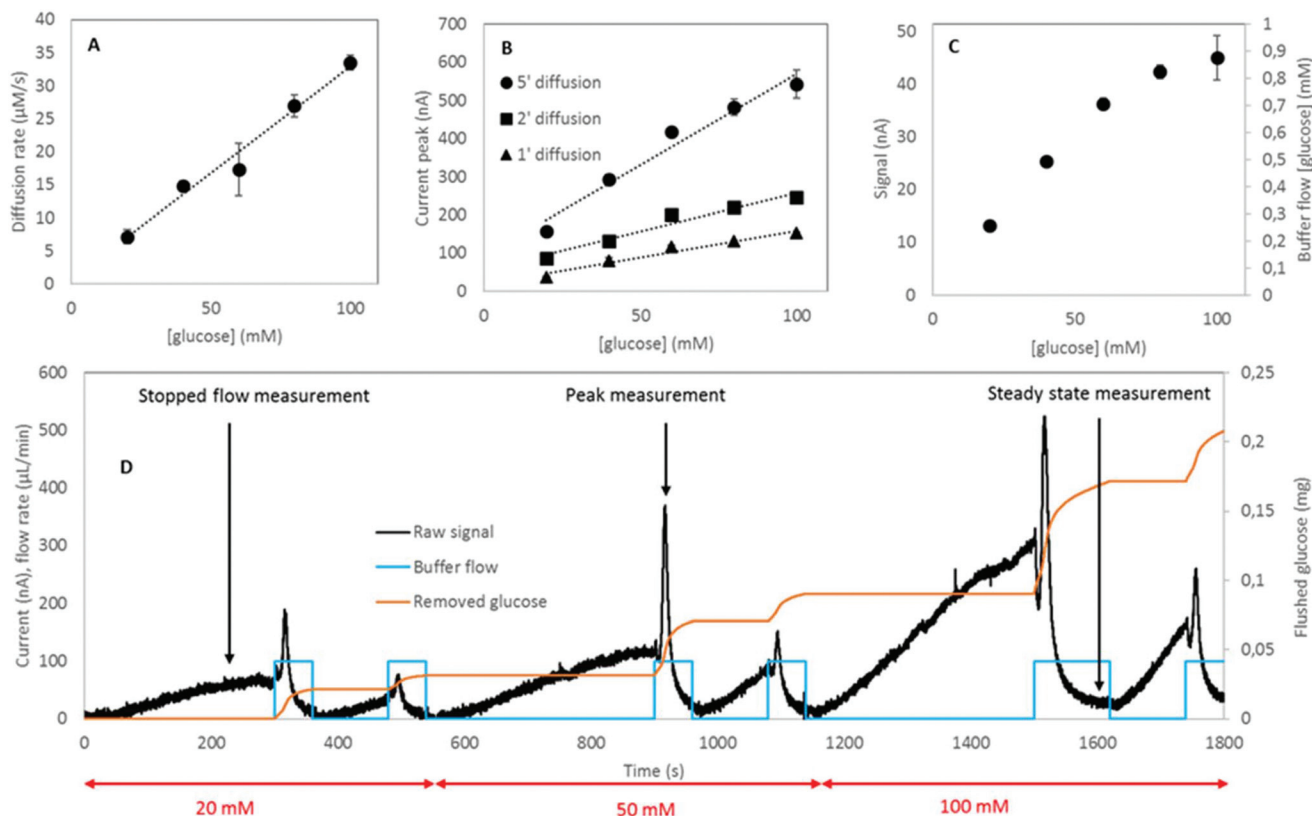 A
Diffusion rate (µM/s)
40
35
30
25
20
15
10
5
0
0
50
100
[glucose] (mM)
B
Current peak (nA)
700
600
500
400
300
200
100
0
5' diffusion
2' diffusion
1' diffusion
0
50
100
[glucose] (mM)
C
Signal (nA)
50
40
30
20
10
0
1
0,9
0,8
0,7
0,6
0,5
0,4
0,3
0,2
0,1
0
Buffer flow [glucose] (mM)
0
50
100
[glucose] (mM)
D
Current (nA), flow rate (µL/min)
600
500
400
300
200
100
0
Stopped flow measurement
Peak measurement
Steady state measurement
Raw signal
Buffer flow
Removed glucose
0,25
0,2
0,15
0,1
0,05
0
Flushed glucose (mg)
0
200
400
600
800
1000
1200
1400
1600
1800
Time (s)
20 mM
50 mM
100 mM